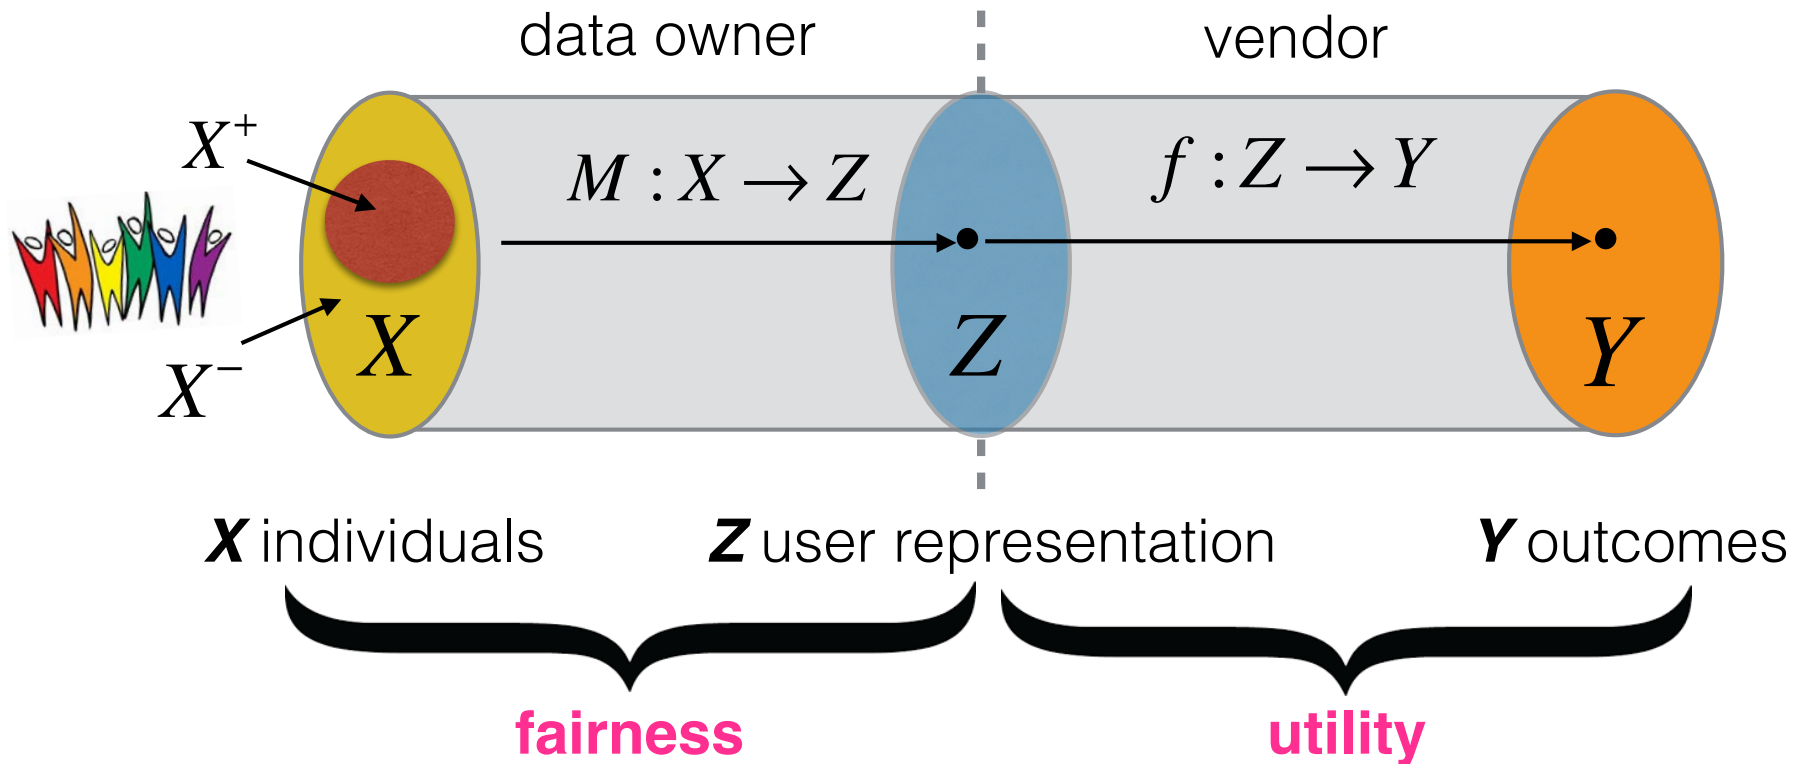 data owner
vendor
X⁺
M : X → Z
f : Z → Y
X
Z
Y
X⁻
X individuals
Z user representation
Y outcomes
fairness
utility